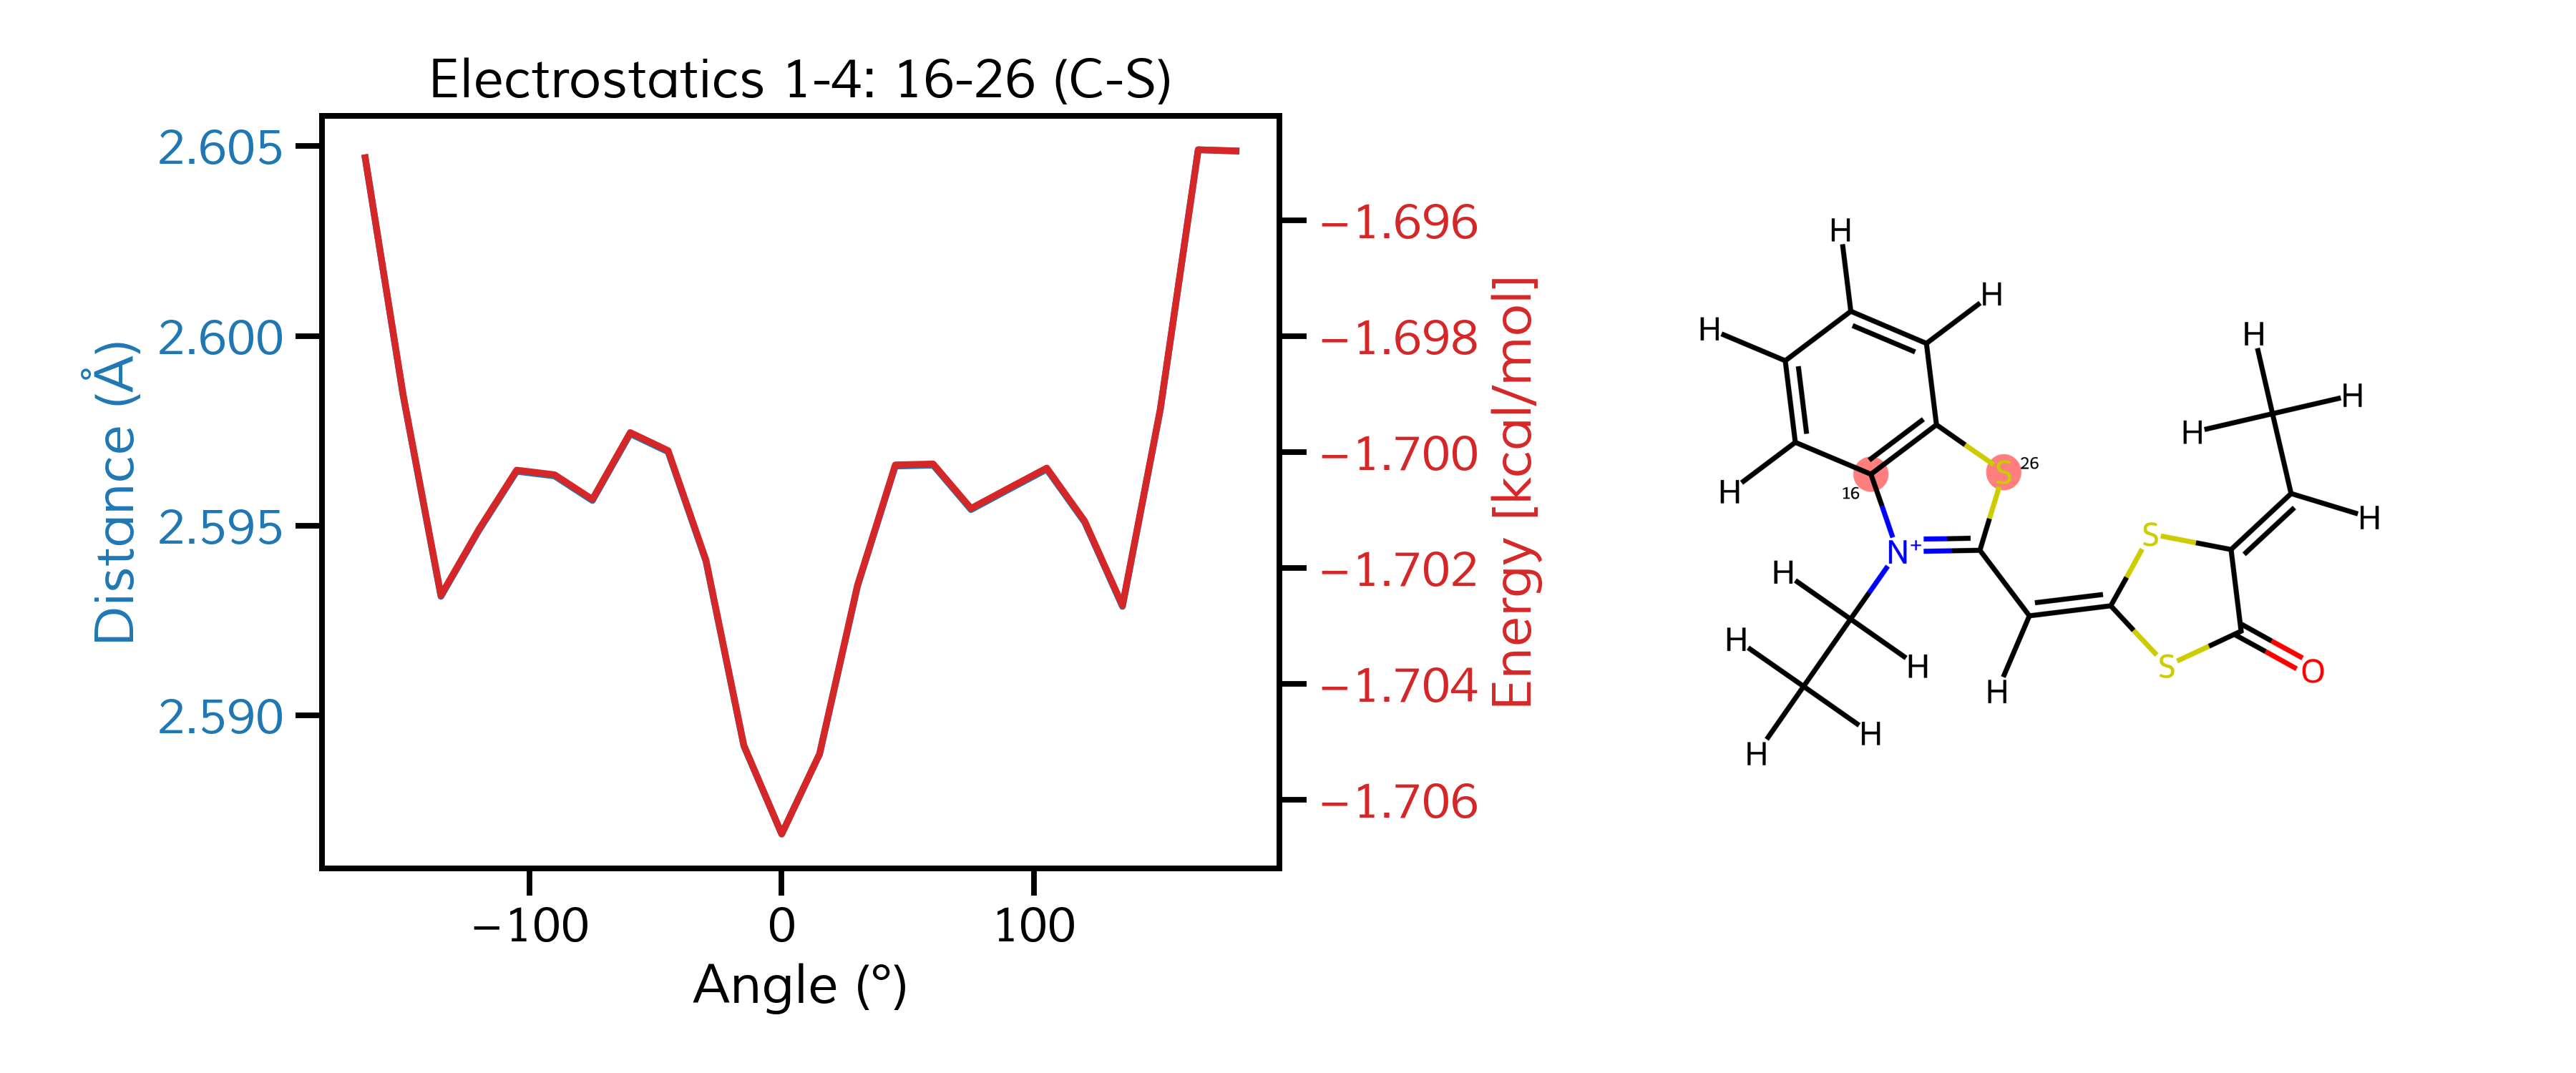 Electrostatics 1-4: 16-26 (C-S)
Distance (Å)
2.605
2.600
2.595
2.590
−100
0
100
Angle (°)
−1.696
−1.698
−1.700
−1.702
−1.704
−1.706
Energy [kcal/mol]
H
H
H
H
H
H
H
S 26
16
H
S
N+
H
H
H
S
O
H
H
H
H